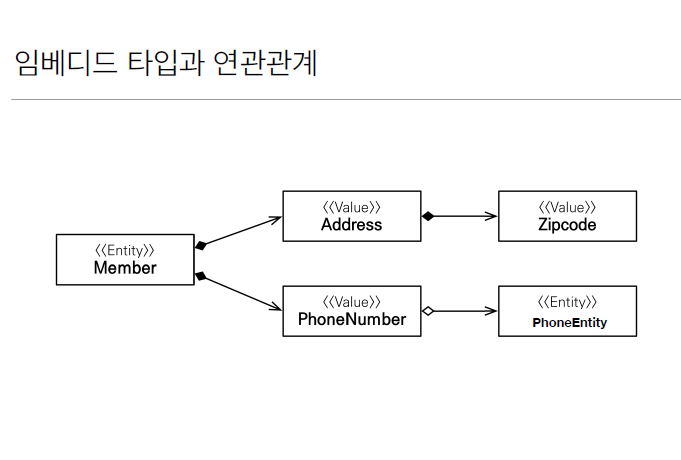 임베디드 타입과 연관관계
<<Value>>
Address
<<Value>>
Zipcode
<<Entity>>
Member
<<Value>>
PhoneNumber
<<Entity>>
PhoneEntity